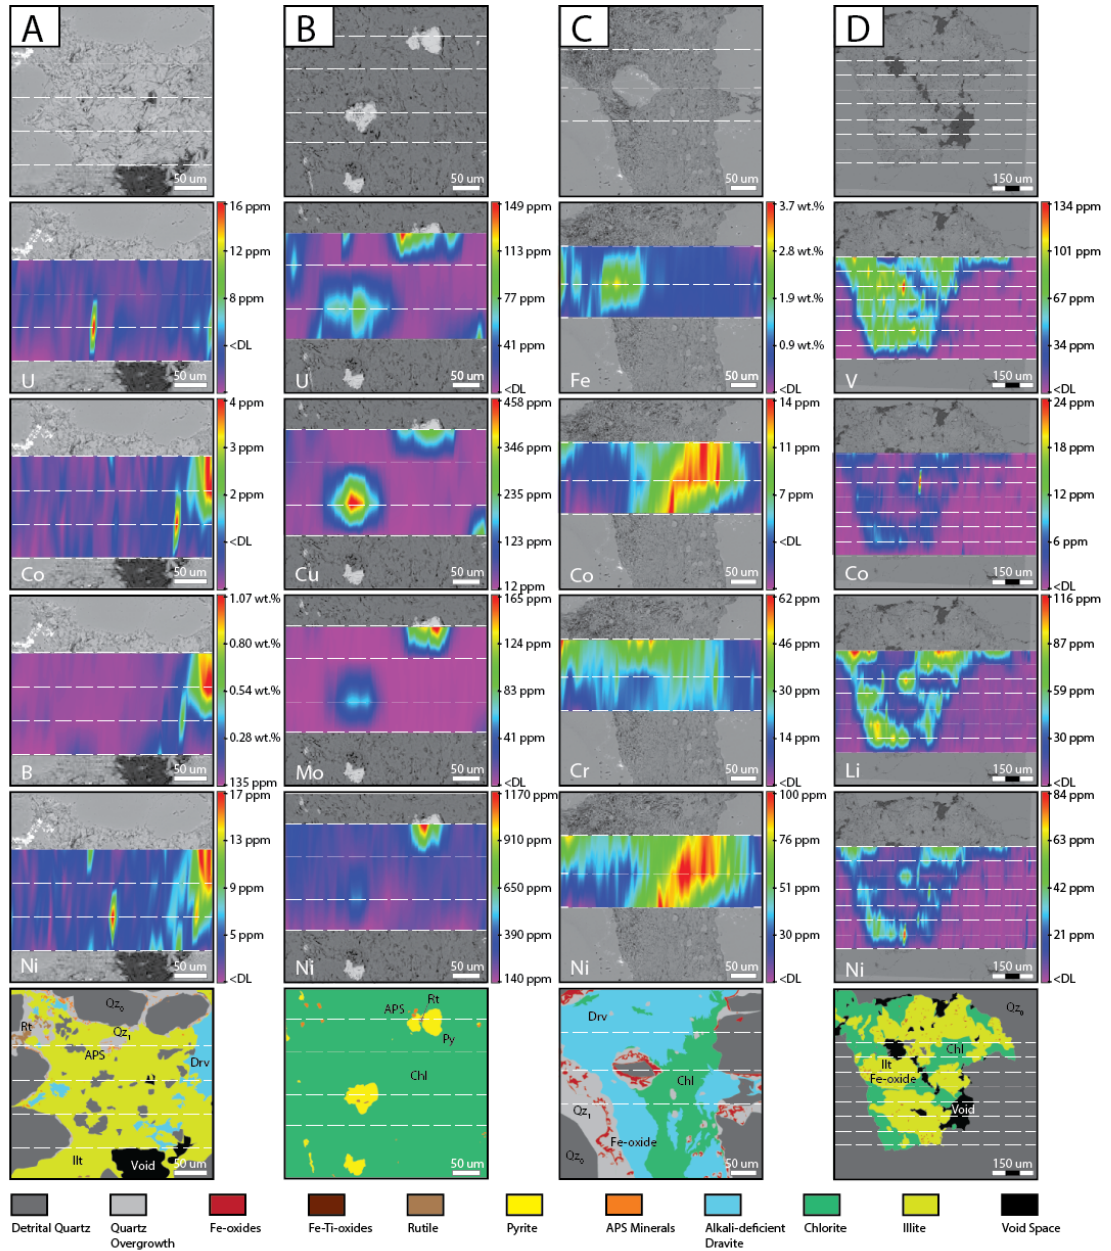 A
B
C
D
50 um
50 um
50 um
150 um
16 ppm
12 ppm
8 ppm
<DL
U
50 um
149 ppm
113 ppm
77 ppm
41 ppm
<DL
U
50 um
3.7 wt.%
2.8 wt.%
1.9 wt.%
0.9 wt.%
<DL
Fe
50 um
134 ppm
101 ppm
67 ppm
34 ppm
<DL
V
150 um
4 ppm
3 ppm
2 ppm
<DL
Co
50 um
458 ppm
346 ppm
235 ppm
123 ppm
12 ppm
Cu
50 um
14 ppm
11 ppm
7 ppm
<DL
Co
50 um
24 ppm
18 ppm
12 ppm
6 ppm
<DL
Co
150 um
1.07 wt.%
0.80 wt.%
0.54 wt.%
0.28 wt.%
135 ppm
B
50 um
165 ppm
124 ppm
83 ppm
41 ppm
<DL
Mo
50 um
62 ppm
46 ppm
30 ppm
14 ppm
<DL
Cr
50 um
116 ppm
87 ppm
59 ppm
30 ppm
<DL
Li
150 um
17 ppm
13 ppm
9 ppm
5 ppm
<DL
Ni
50 um
1170 ppm
910 ppm
650 ppm
390 ppm
140 ppm
Ni
50 um
100 ppm
76 ppm
51 ppm
30 ppm
<DL
Ni
50 um
84 ppm
63 ppm
42 ppm
21 ppm
<DL
Ni
150 um
Qz₀
Rt
Qz₁
APS
Drv
Illt
Void
50 um
Rt
APS
Py
Chl
50 um
Drv
Chl
Qz₁
Fe-oxide
Qz₀
50 um
Qz₀
Chl
Illt
Fe-oxide
Void
150 um
Detrital Quartz
Quartz
Overgrowth
Fe-oxides
Fe-Ti-oxides
Rutile
Pyrite
APS Minerals
Alkali-deficient
Dravite
Chlorite
Illite
Void Space